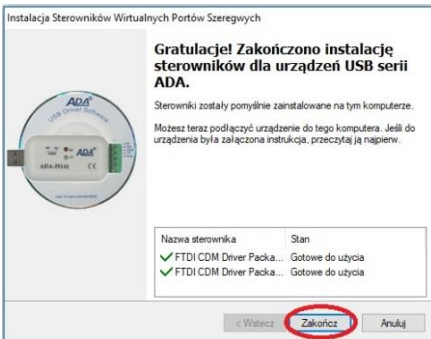 Instalacja Sterowników Wirtualnych Portów Szeregwych
Gratulacje! Zakończono instalację
sterowników dla urządzeń USB serii
ADA.
Sterowniki zostały pomyślnie zainstalowane na tym komputerze.
Możesz teraz podłączyć urządzenie do tego komputera. Jeśli do
urządzenia była załączona instrukcja, przeczytaj ją najpierw.
ADA
USB Driver Software
ADA
ADA-I9141
CE
Nazwa sterownika Stan
FTDI CDM Driver Packa... Gotowe do użycia
FTDI CDM Driver Packa... Gotowe do użycia
< Wstecz Zakończ Anuluj